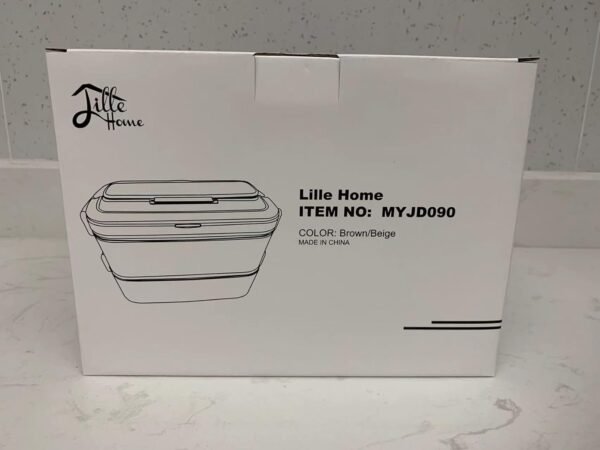 Lille
Home
Lille Home
ITEM NO: MYJD090
COLOR: Brown/Beige
MADE IN CHINA